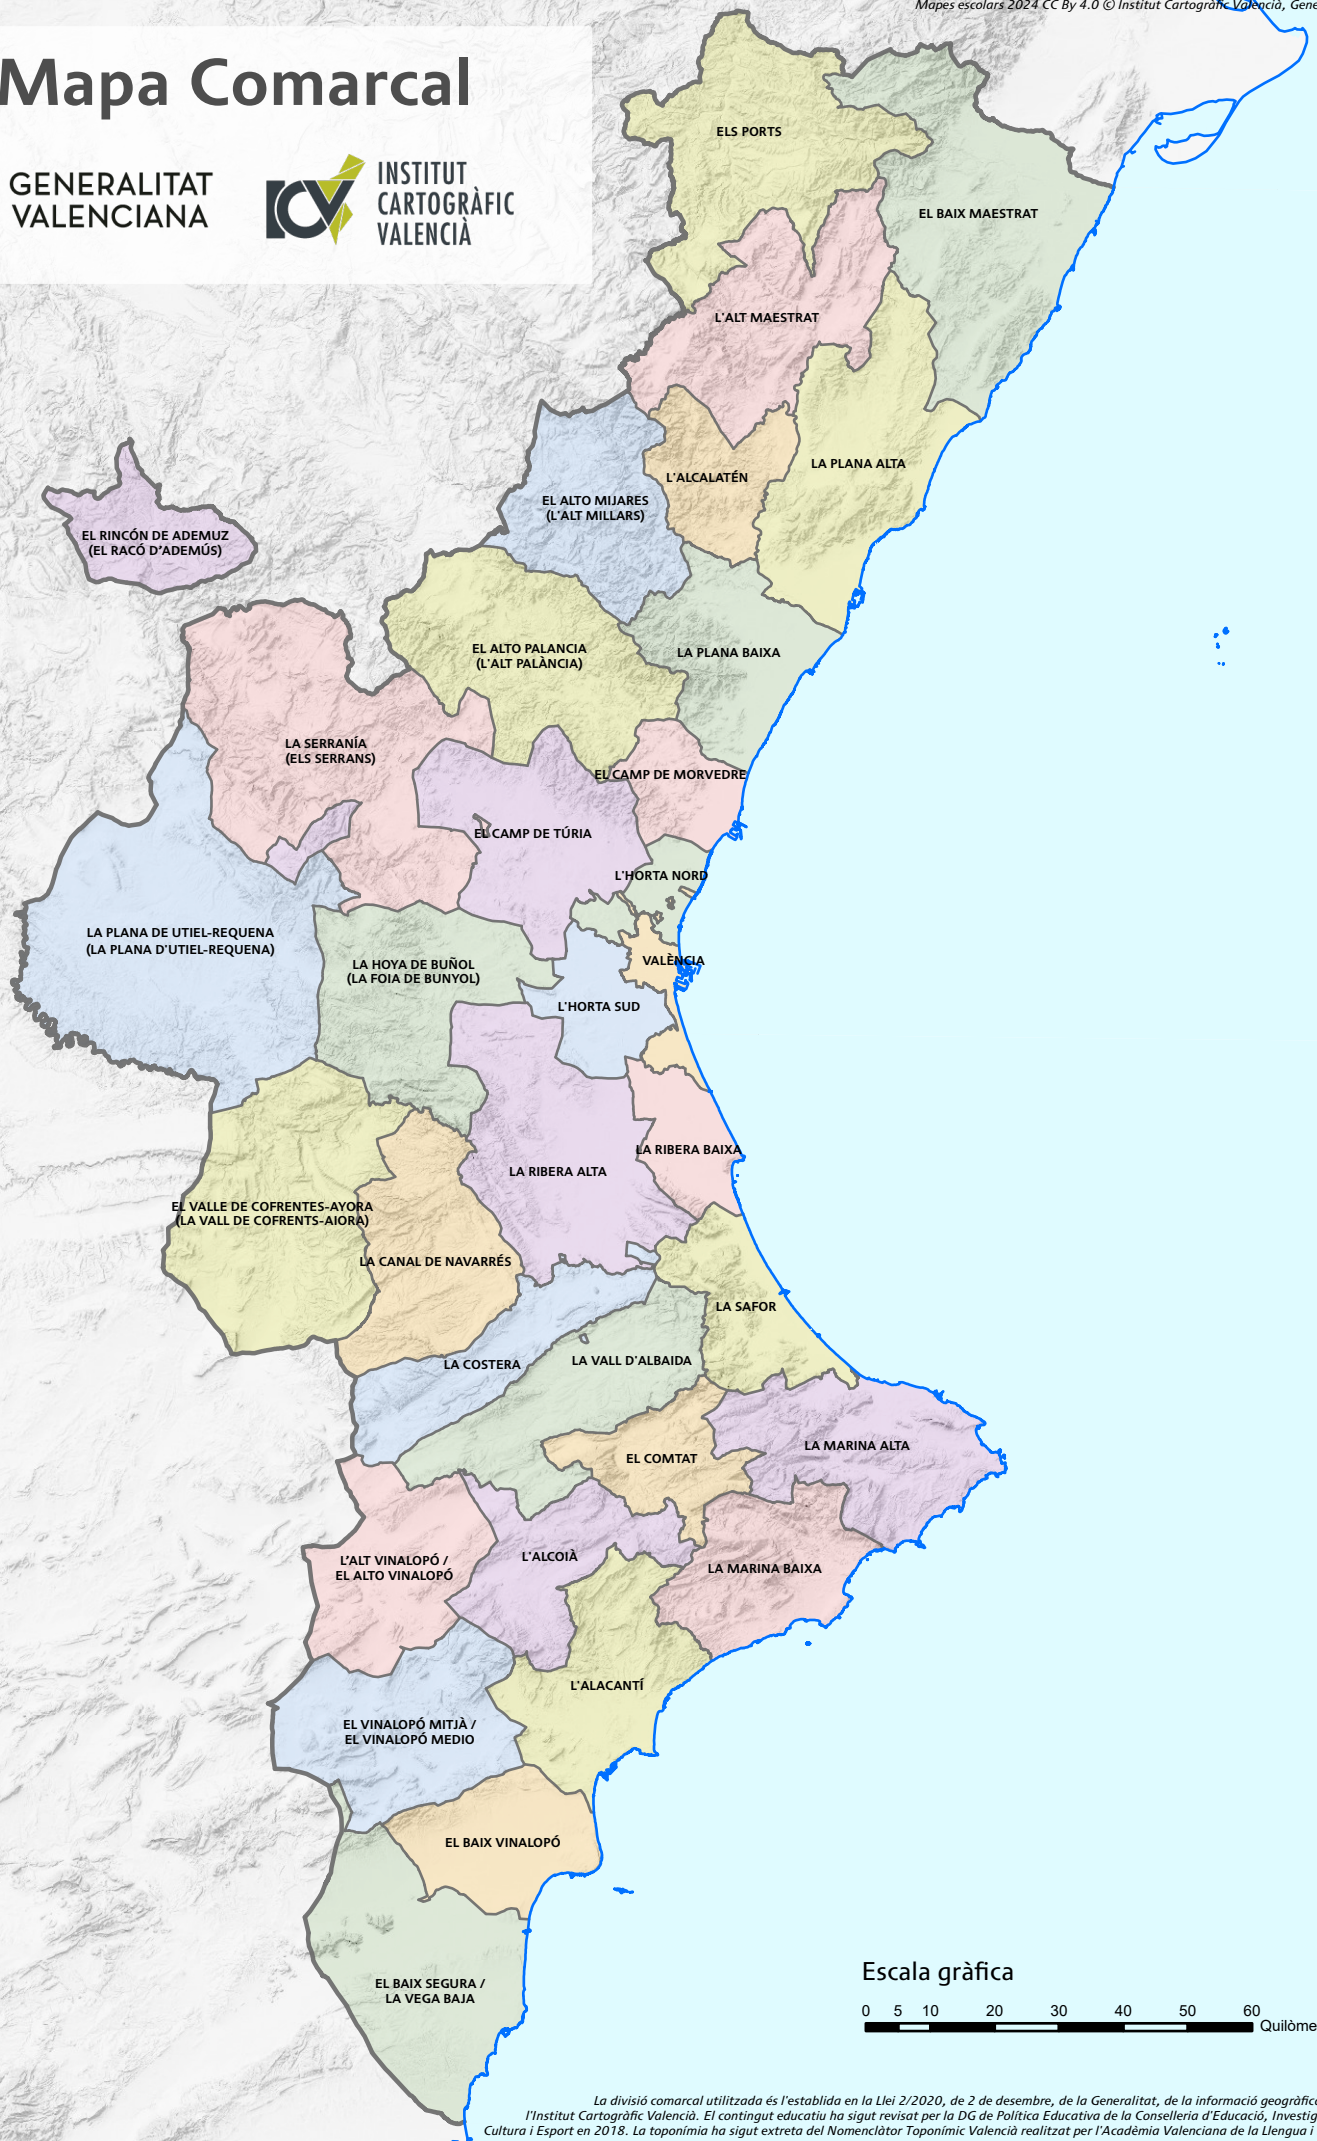 Mapes escolars 2024 CC By 4.0 © Institut Cartogràfic Valencià, Gene
Mapa Comarcal
GENERALITAT
VALENCIANA
ICV
INSTITUT
CARTOGRÀFIC
VALENCIÀ
ELS PORTS
EL BAIX MAESTRAT
L'ALT MAESTRAT
LA PLANA ALTA
L'ALCALATÉN
EL ALTO MIJARES
(L'ALT MILLARS)
EL RINCÓN DE ADEMUZ
(EL RACÓ D'ADEMÚS)
EL ALTO PALANCIA
(L'ALT PALÀNCIA)
LA PLANA BAIXA
LA SERRANÍA
(ELS SERRANS)
EL CAMP DE MORVEDRE
EL CAMP DE TÚRIA
L'HORTA NORD
LA PLANA DE UTIEL-REQUENA
(LA PLANA D'UTIEL-REQUENA)
LA HOYA DE BUÑOL
(LA FOIA DE BUNYOL)
VALÈNCIA
L'HORTA SUD
LA RIBERA BAIXA
LA RIBERA ALTA
EL VALLE DE COFRENTES-AYORA
(LA VALL DE COFRENTS-AIORA)
LA CANAL DE NAVARRÉS
LA SAFOR
LA COSTERA
LA VALL D'ALBAIDA
LA MARINA ALTA
EL COMTAT
L'ALT VINALOPÓ /
EL ALTO VINALOPÓ
L'ALCOIÀ
LA MARINA BAIXA
L'ALACANTÍ
EL VINALOPÓ MITJÀ /
EL VINALOPÓ MEDIO
EL BAIX VINALOPÓ
EL BAIX SEGURA /
LA VEGA BAJA
Escala gràfica
0 5 10 20 30 40 50 60
Quilòme
La divisió comarcal utilitzada és l'establida en la Llei 2/2020, de 2 de desembre, de la Generalitat, de la informació geogràfic
l'Institut Cartogràfic Valencià. El contingut educatiu ha sigut revisat per la DG de Política Educativa de la Conselleria d'Educació, Investig
Cultura i Esport en 2018. La toponímia ha sigut extreta del Nomenclàtor Toponímic Valencià realitzat per l'Acadèmia Valenciana de la Llengua i